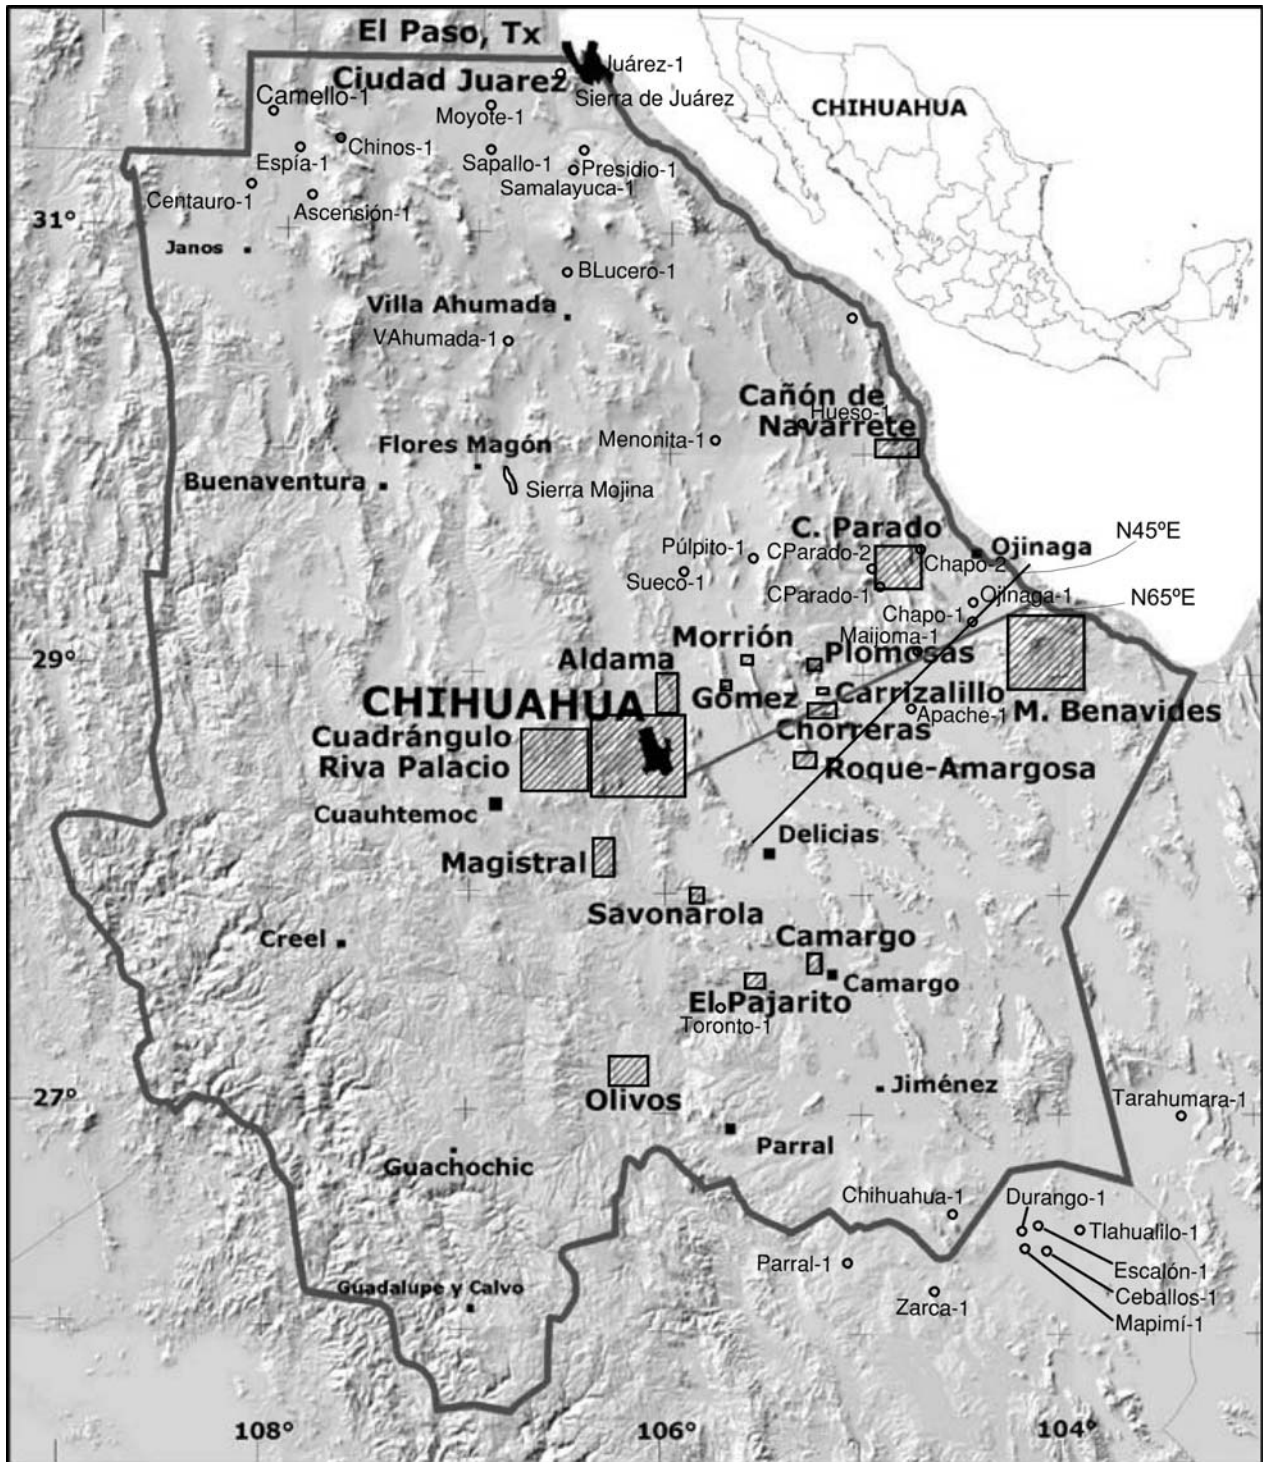 El Paso, Tx
Ciudad Juarez
Juárez-1
Sierra de Juárez
CHIHUAHUA
Camello-1
Moyote-1
Chinos-1
Espía-1
Sapallo-1
Presidio-1
Samalayuca-1
Centauro-1
Ascensión-1
31°
Janos
BLucero-1
Villa Ahumada
VAhumada-1
Cañón de
Navarrete
Hueso-1
Menonita-1
Flores Magón
Buenaventura
Sierra Mojina
C. Parado
N45ºE
Ojinaga
Púlpito-1
CParado-2
Chapo-2
Sueco-1
CParado-1
Ojinaga-1
N65ºE
Chapo-1
Morrión
Maijoma-1
29°
Aldama
Plomosas
CHIHUAHUA
Gómez
Carrizalillo
Apache-1
M. Benavides
Cuadrángulo
Riva Palacio
Chorreras
Roque-Amargosa
Cuauhtemoc
Delicias
Magistral
Savonarola
Creel
Camargo
Camargo
El Pajarito
Toronto-1
Olivos
Jiménez
27°
Tarahumara-1
Parral
Guachochic
Chihuahua-1
Durango-1
Tlahualilo-1
Parral-1
Escalón-1
Guadalupe y Calvo
Ceballos-1
Zarca-1
Mapimí-1
108°
106°
104°